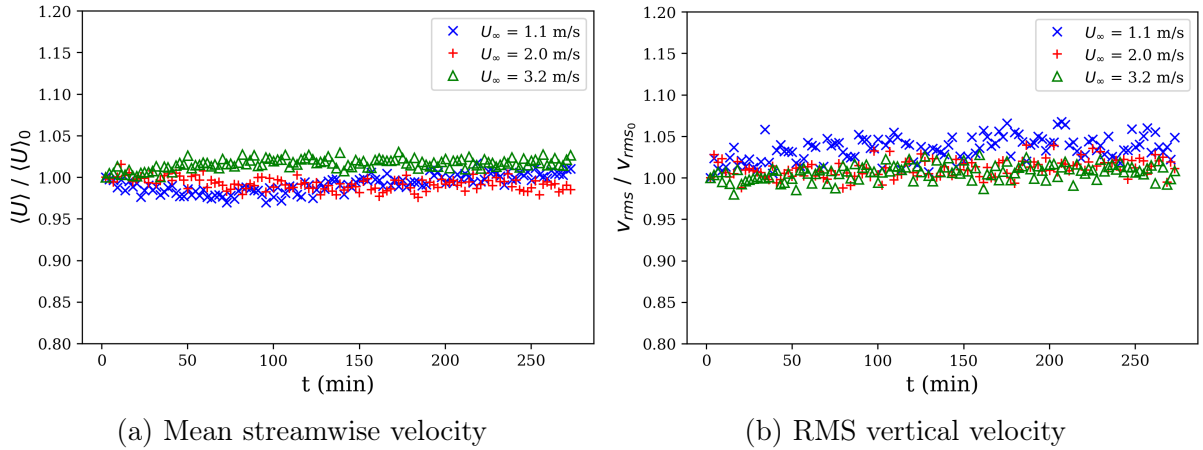 1.20
1.15
1.10
1.05
1.00
0.95
0.90
0.85
0.80
⟨U⟩ / ⟨U⟩₀
U∞ = 1.1 m/s
U∞ = 2.0 m/s
U∞ = 3.2 m/s
0 50 100 150 200 250
t (min)
(a) Mean streamwise velocity
1.20
1.15
1.10
1.05
1.00
0.95
0.90
0.85
0.80
v_rms / v_rms₀
U∞ = 1.1 m/s
U∞ = 2.0 m/s
U∞ = 3.2 m/s
0 50 100 150 200 250
t (min)
(b) RMS vertical velocity